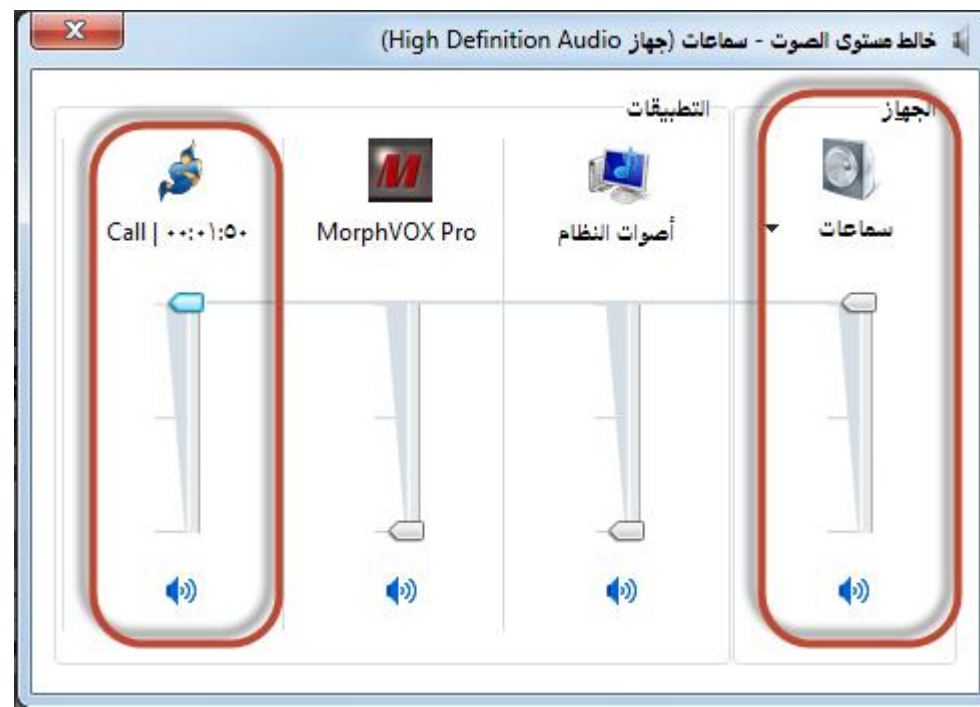 خالط مستوى الصوت - سماعات (جهاز High Definition Audio)
الجهاز
التطبيقات
سماعات
أصوات النظام
MorphVOX Pro
Call | ٠٠:٠١:٥٠